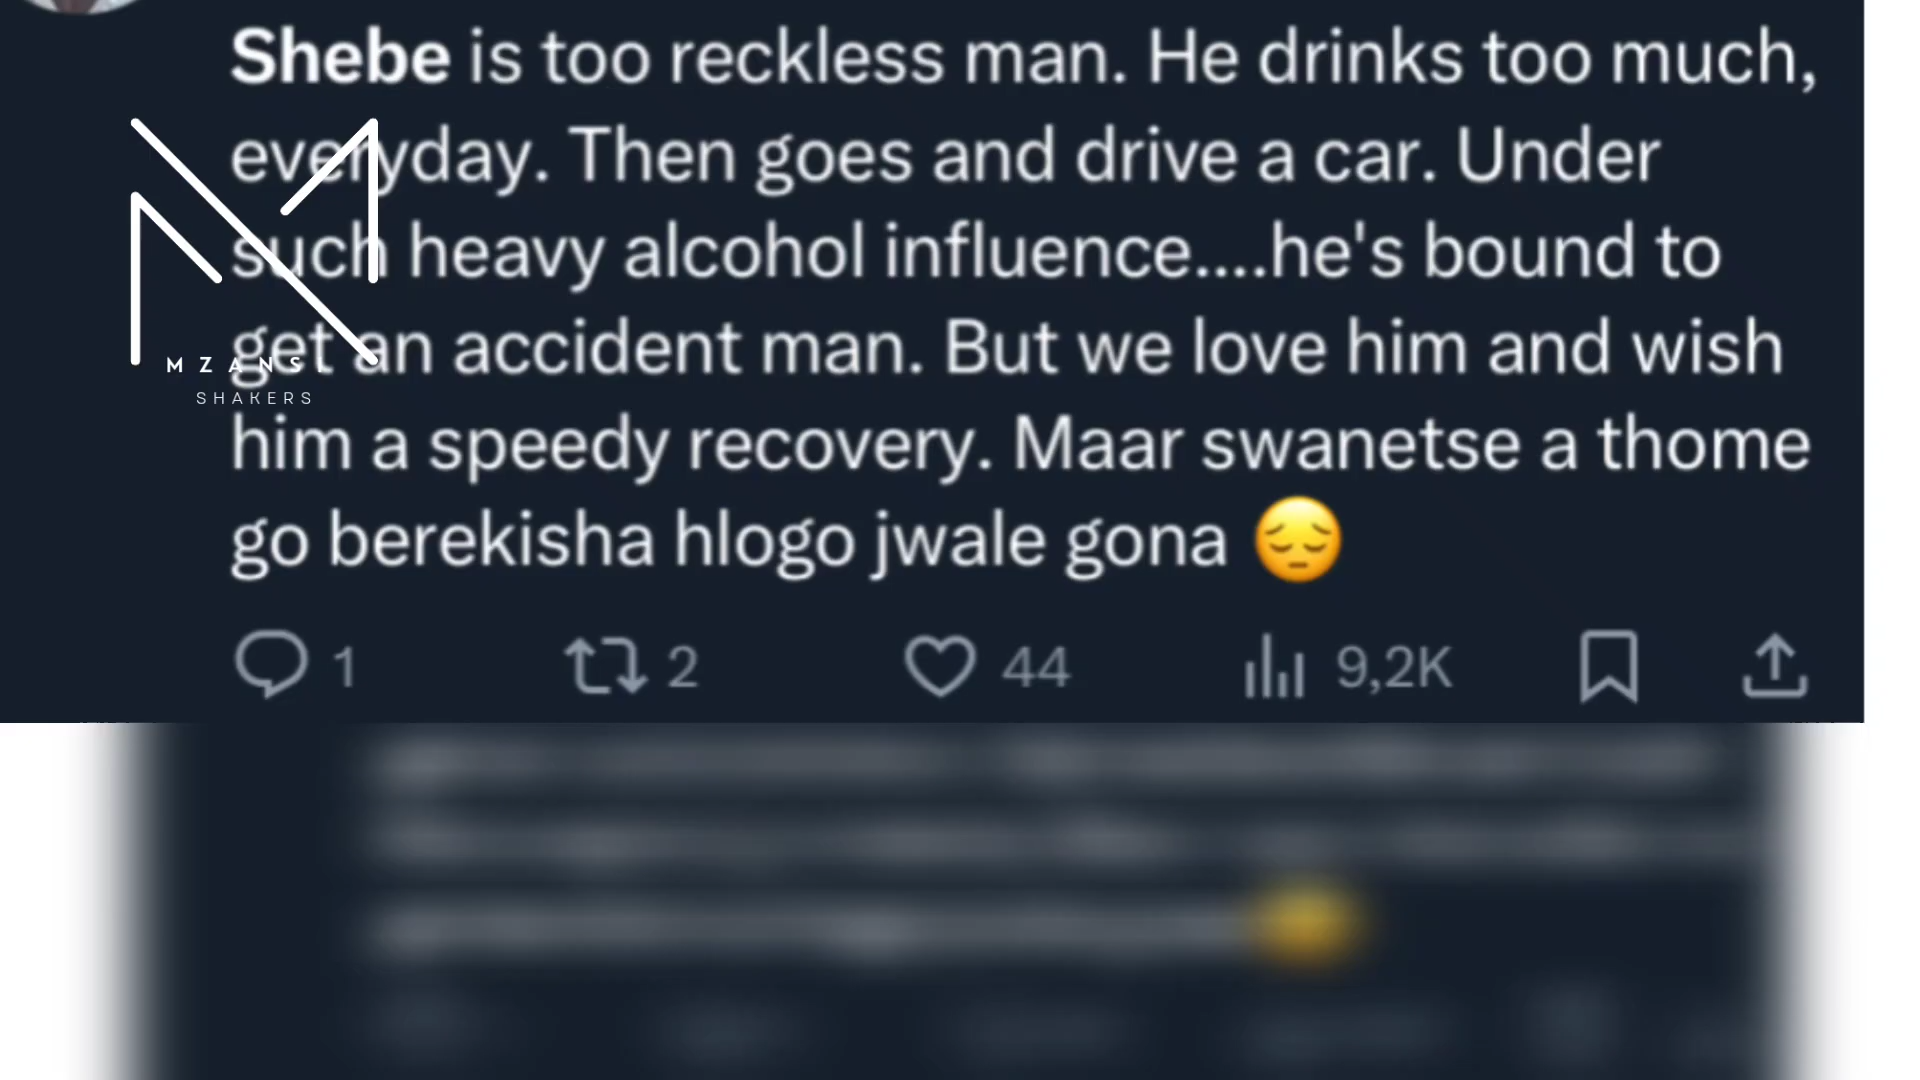 Shebe is too reckless man. He drinks too much,
everyday. Then goes and drive a car. Under
such heavy alcohol influence....he's bound to
get an accident man. But we love him and wish
him a speedy recovery. Maar swanetse a thome
go berekisha hlogo jwale gona 😔
1 2 44 9,2K
MZANSI
SHAKERS